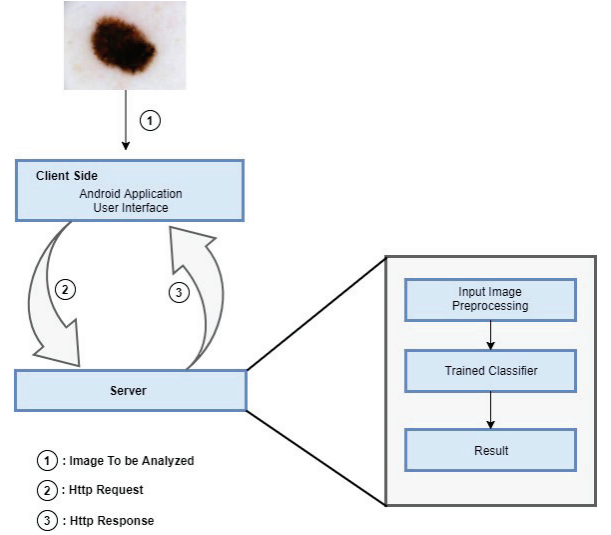 1
Client Side
Android Application
User Interface
2
3
Server
Input Image
Preprocessing
Trained Classifier
Result
1 : Image To be Analyzed
2 : Http Request
3 : Http Response